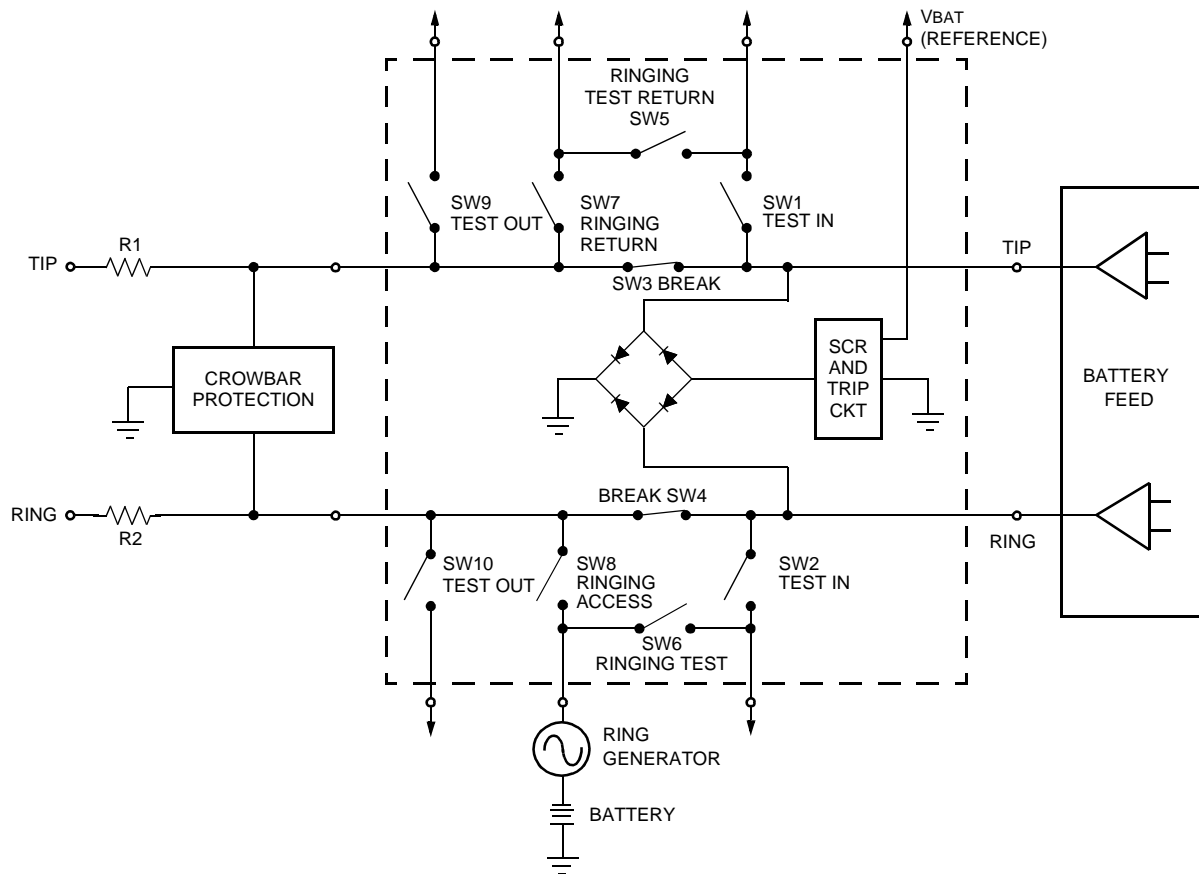 VBAT
(REFERENCE)
RINGING
TEST RETURN
SW5
SW9
TEST OUT
SW7
RINGING
RETURN
SW1
TEST IN
R1
TIP
TIP
SW3 BREAK
CROWBAR
PROTECTION
SCR
AND
TRIP
CKT
BATTERY
FEED
BREAK SW4
RING
R2
RING
SW10
TEST OUT
SW8
RINGING
ACCESS
SW2
TEST IN
SW6
RINGING TEST
RING
GENERATOR
BATTERY